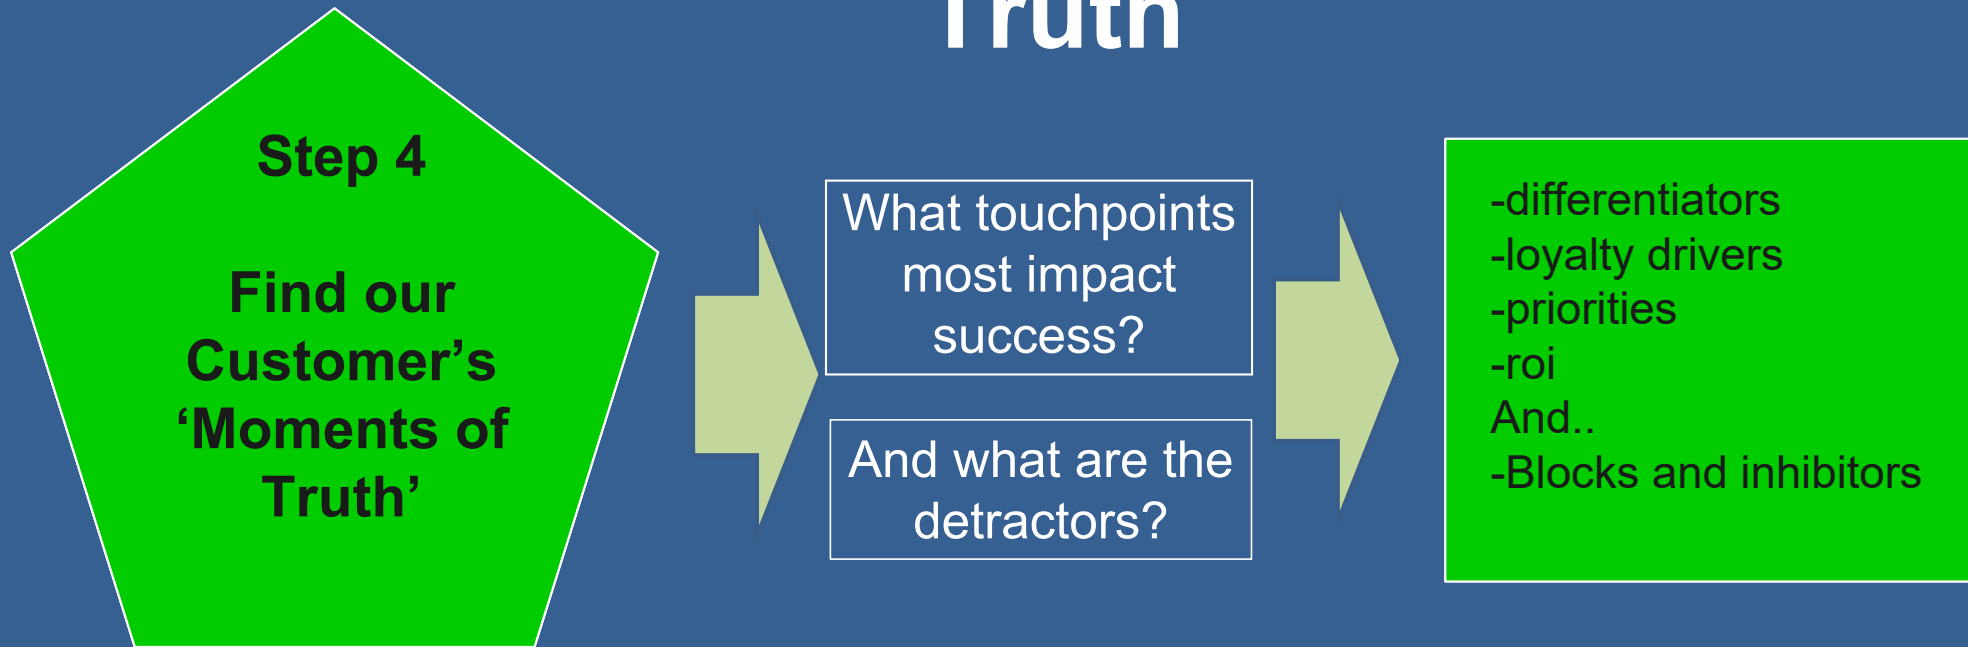 Truth
Step 4
Find our
Customer’s
‘Moments of
Truth’
What touchpoints
most impact
success?
And what are the
detractors?
-differentiators
-loyalty drivers
-priorities
-roi
And..
-Blocks and inhibitors